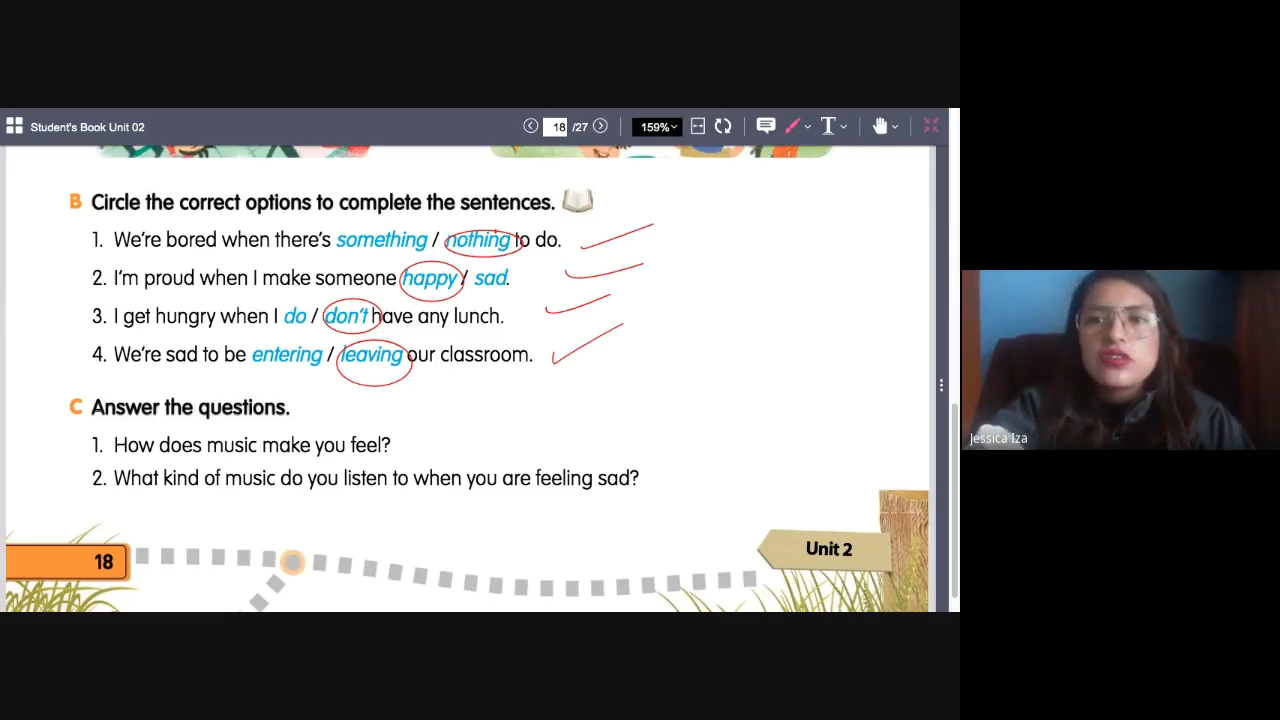 Student's Book Unit 02
18 /27
159%
T
B Circle the correct options to complete the sentences.
1. We're bored when there's something / nothing to do.
2. I'm proud when I make someone happy / sad.
3. I get hungry when I do / don't have any lunch.
4. We're sad to be entering / leaving our classroom.
C Answer the questions.
1. How does music make you feel?
2. What kind of music do you listen to when you are feeling sad?
18
Unit 2
Jessica Iza